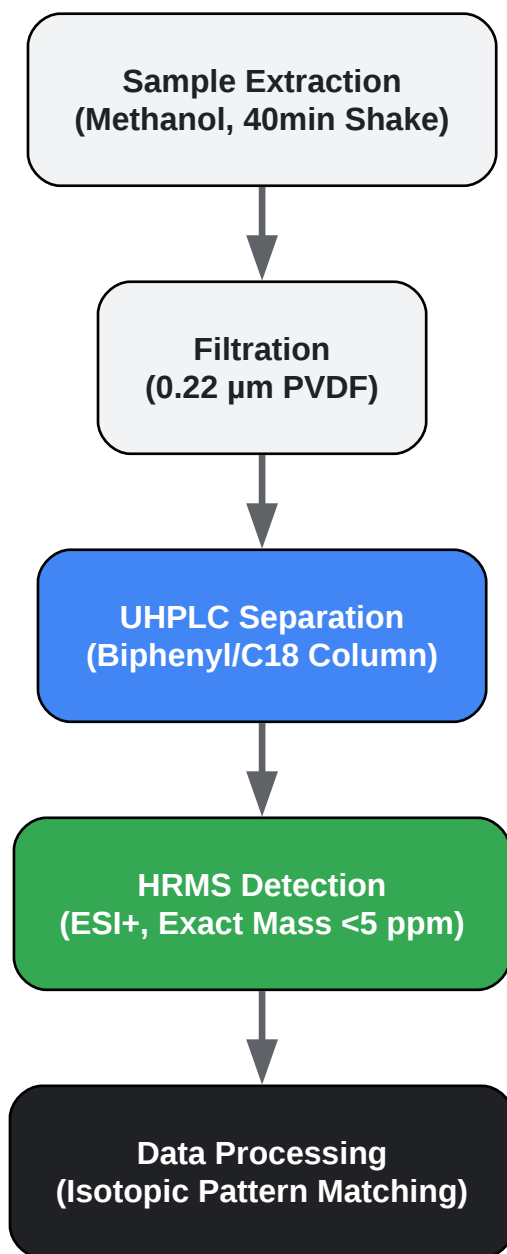 Sample Extraction
(Methanol, 40min Shake)
Filtration
(0.22 µm PVDF)
UHPLC Separation
(Biphenyl/C18 Column)
HRMS Detection
(ESI+, Exact Mass <5 ppm)
Data Processing
(Isotopic Pattern Matching)